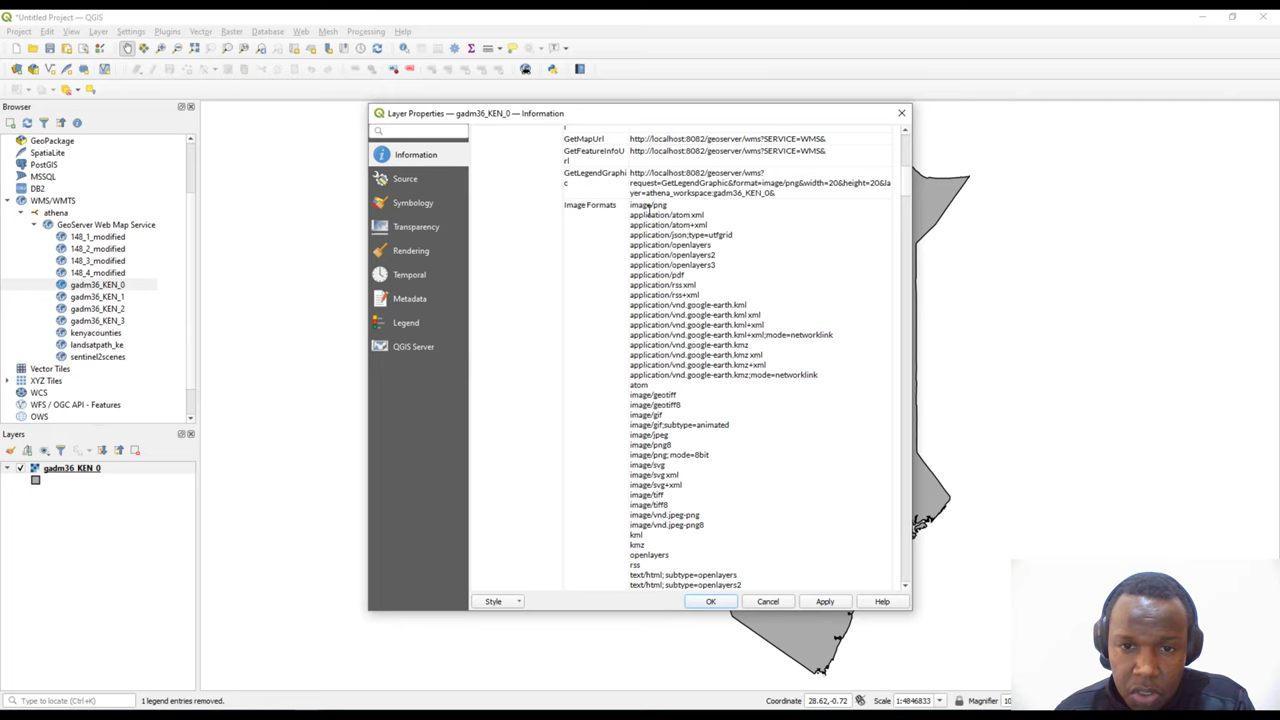 *Untitled Project — QGIS
Project Edit View Layer Settings Plugins Vector Raster Database Web Mesh Processing Help
Browser
GeoPackage
SpatiaLite
PostGIS
MSSQL
DB2
WMS/WMTS
athena
GeoServer Web Map Service
148_1_modified
148_2_modified
148_3_modified
148_4_modified
gadm36_KEN_0
gadm36_KEN_1
gadm36_KEN_2
gadm36_KEN_3
kenyacounties
landsatpath_ke
sentinel2scenes
Vector Tiles
XYZ Tiles
WCS
WFS / OGC API - Features
OWS
Layers
gadm36_KEN_0
Layer Properties — gadm36_KEN_0 — Information
Information
Source
Symbology
Transparency
Rendering
Temporal
Metadata
Legend
QGIS Server
l
GetMapUrl http://localhost:8082/geoserver/wms?SERVICE=WMS&
GetFeatureInfoU http://localhost:8082/geoserver/wms?SERVICE=WMS&
rl
GetLegendGraphi http://localhost:8082/geoserver/wms?
c request=GetLegendGraphic&format=image/png&width=20&height=20&la
yer=athena_workspace:gadm36_KEN_0&
Image Formats image/png
application/atom xml
application/atom+xml
application/json;type=utfgrid
application/openlayers
application/openlayers2
application/openlayers3
application/pdf
application/rss xml
application/rss+xml
application/vnd.google-earth.kml
application/vnd.google-earth.kml xml
application/vnd.google-earth.kml+xml
application/vnd.google-earth.kml+xml;mode=networklink
application/vnd.google-earth.kmz
application/vnd.google-earth.kmz xml
application/vnd.google-earth.kmz+xml
application/vnd.google-earth.kmz;mode=networklink
atom
image/geotiff
image/geotiff8
image/gif
image/gif;subtype=animated
image/jpeg
image/png8
image/png; mode=8bit
image/svg
image/svg xml
image/svg+xml
image/tiff
image/tiff8
image/vnd.jpeg-png
image/vnd.jpeg-png8
kml
kmz
openlayers
rss
text/html; subtype=openlayers
text/html; subtype=openlayers2
Style OK Cancel Apply Help
Type to locate (Ctrl+K) 1 legend entries removed. Coordinate 28.62,-0.72 Scale 1:4846833 Magnifier 10